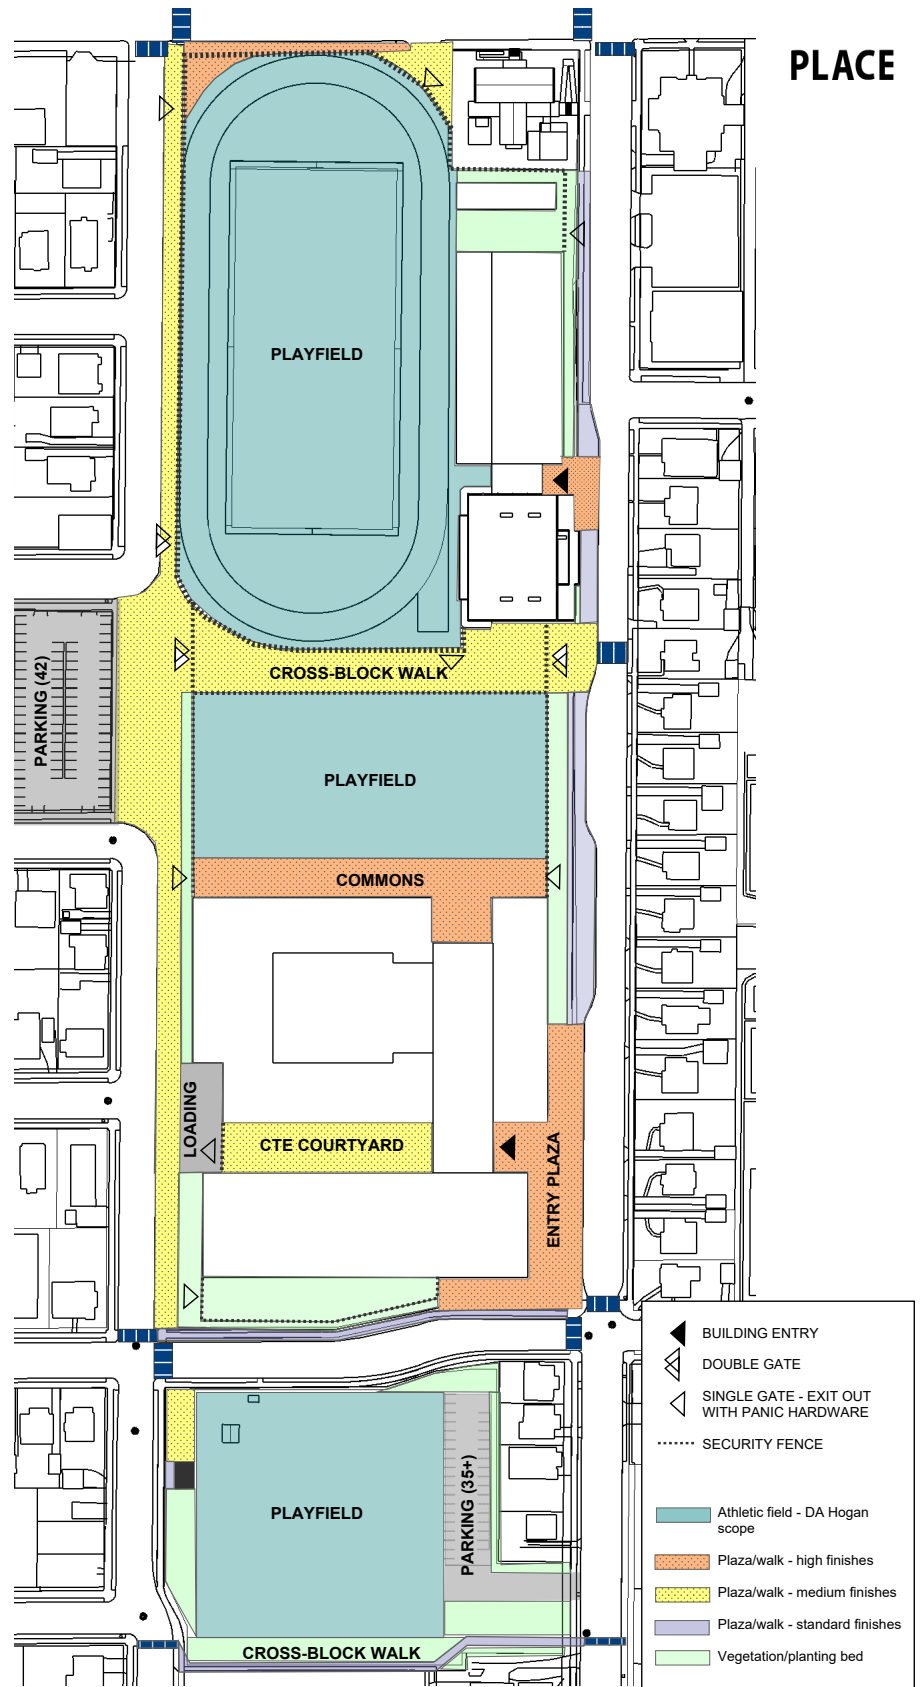 PLACE
PLAYFIELD
PARKING (42)
CROSS-BLOCK WALK
PLAYFIELD
COMMONS
LOADING
CTE COURTYARD
ENTRY PLAZA
BUILDING ENTRY
DOUBLE GATE
SINGLE GATE - EXIT OUT
WITH PANIC HARDWARE
SECURITY FENCE
PLAYFIELD
PARKING (35+)
CROSS-BLOCK WALK
Athletic field - DA Hogan
scope
Plaza/walk - high finishes
Plaza/walk - medium finishes
Plaza/walk - standard finishes
Vegetation/planting bed